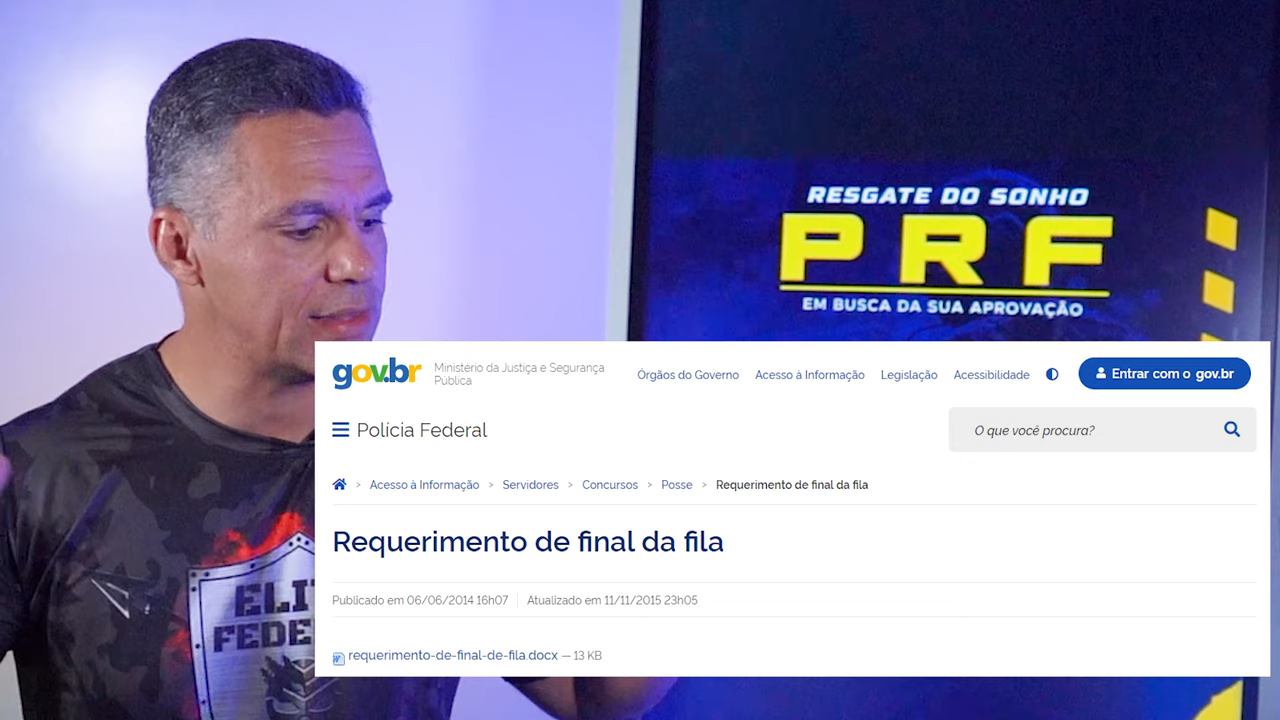 RESGATE DO SONHO
PRF
EM BUSCA DA SUA APROVAÇÃO
gov.br
Ministério da Justiça e Segurança
Pública
Órgãos do Governo
Acesso à Informação
Legislação
Acessibilidade
Entrar com o gov.br
Polícia Federal
O que você procura?
Acesso à Informação > Servidores > Concursos > Posse > Requerimento de final da fila
Requerimento de final da fila
Publicado em 06/06/2014 16h07
Atualizado em 11/11/2015 23h05
requerimento-de-final-de-fila.docx — 13 KB